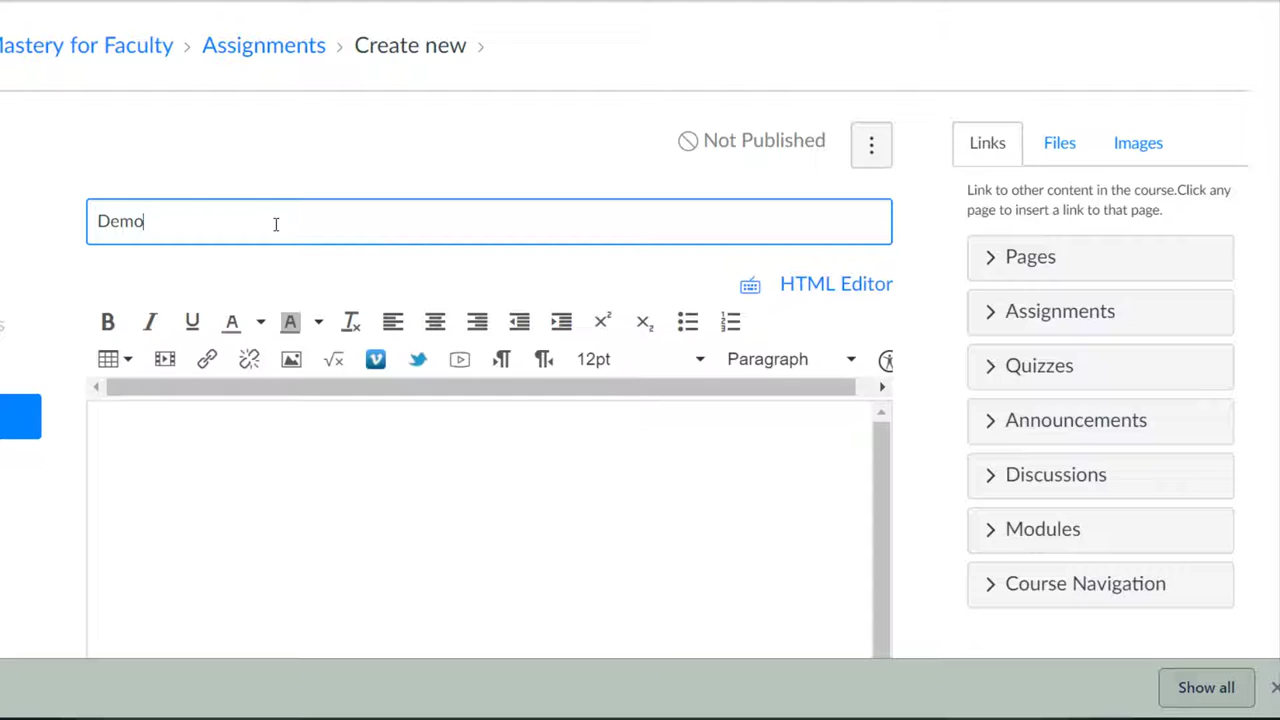 Mastery for Faculty > Assignments > Create new >
Not Published
Links Files Images
Link to other content in the course.Click any
page to insert a link to that page.
Demo
Pages
HTML Editor
Assignments
12pt Paragraph
Quizzes
Announcements
Discussions
Modules
Course Navigation
Show all